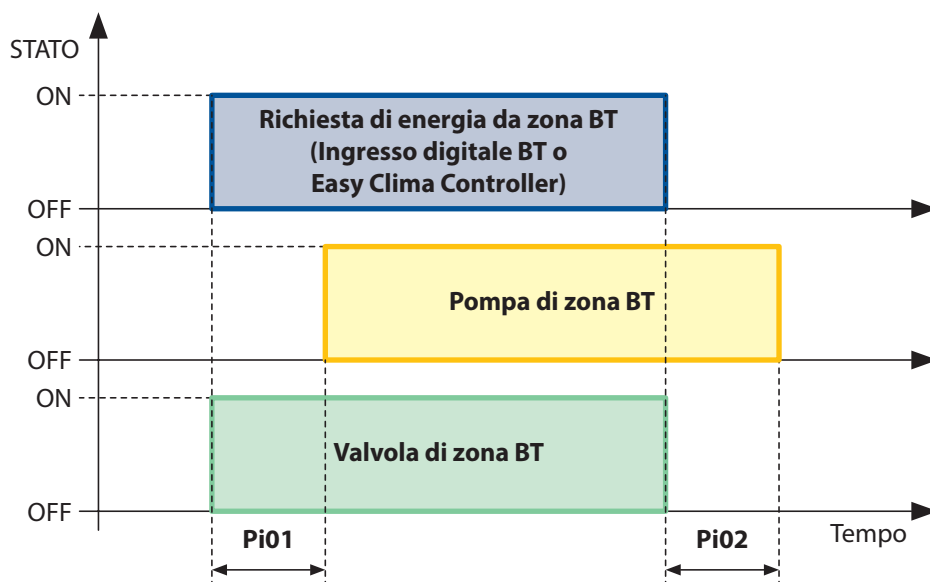 STATO
ON
Richiesta di energia da zona BT
(Ingresso digitale BT o
Easy Clima Controller)
OFF
ON
Pompa di zona BT
OFF
ON
Valvola di zona BT
OFF
Tempo
Pi01
Pi02